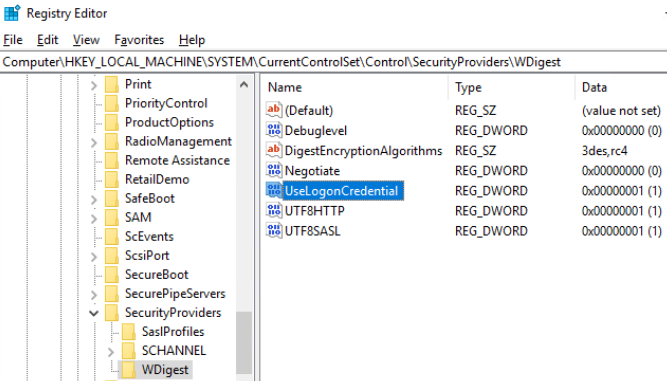 Registry Editor
File Edit View Favorites Help
Computer\HKEY_LOCAL_MACHINE\SYSTEM\CurrentControlSet\Control\SecurityProviders\WDigest
Print
PriorityControl
ProductOptions
RadioManagement
Remote Assistance
RetailDemo
SafeBoot
SAM
ScEvents
ScsiPort
SecureBoot
SecurePipeServers
SecurityProviders
SaslProfiles
SCHANNEL
WDigest
Name Type Data
ab (Default) REG_SZ (value not set)
Debuglevel REG_DWORD 0x00000000 (0)
ab DigestEncryptionAlgorithms REG_SZ 3des,rc4
Negotiate REG_DWORD 0x00000000 (0)
UseLogonCredential REG_DWORD 0x00000001 (1)
UTF8HTTP REG_DWORD 0x00000001 (1)
UTF8SASL REG_DWORD 0x00000001 (1)